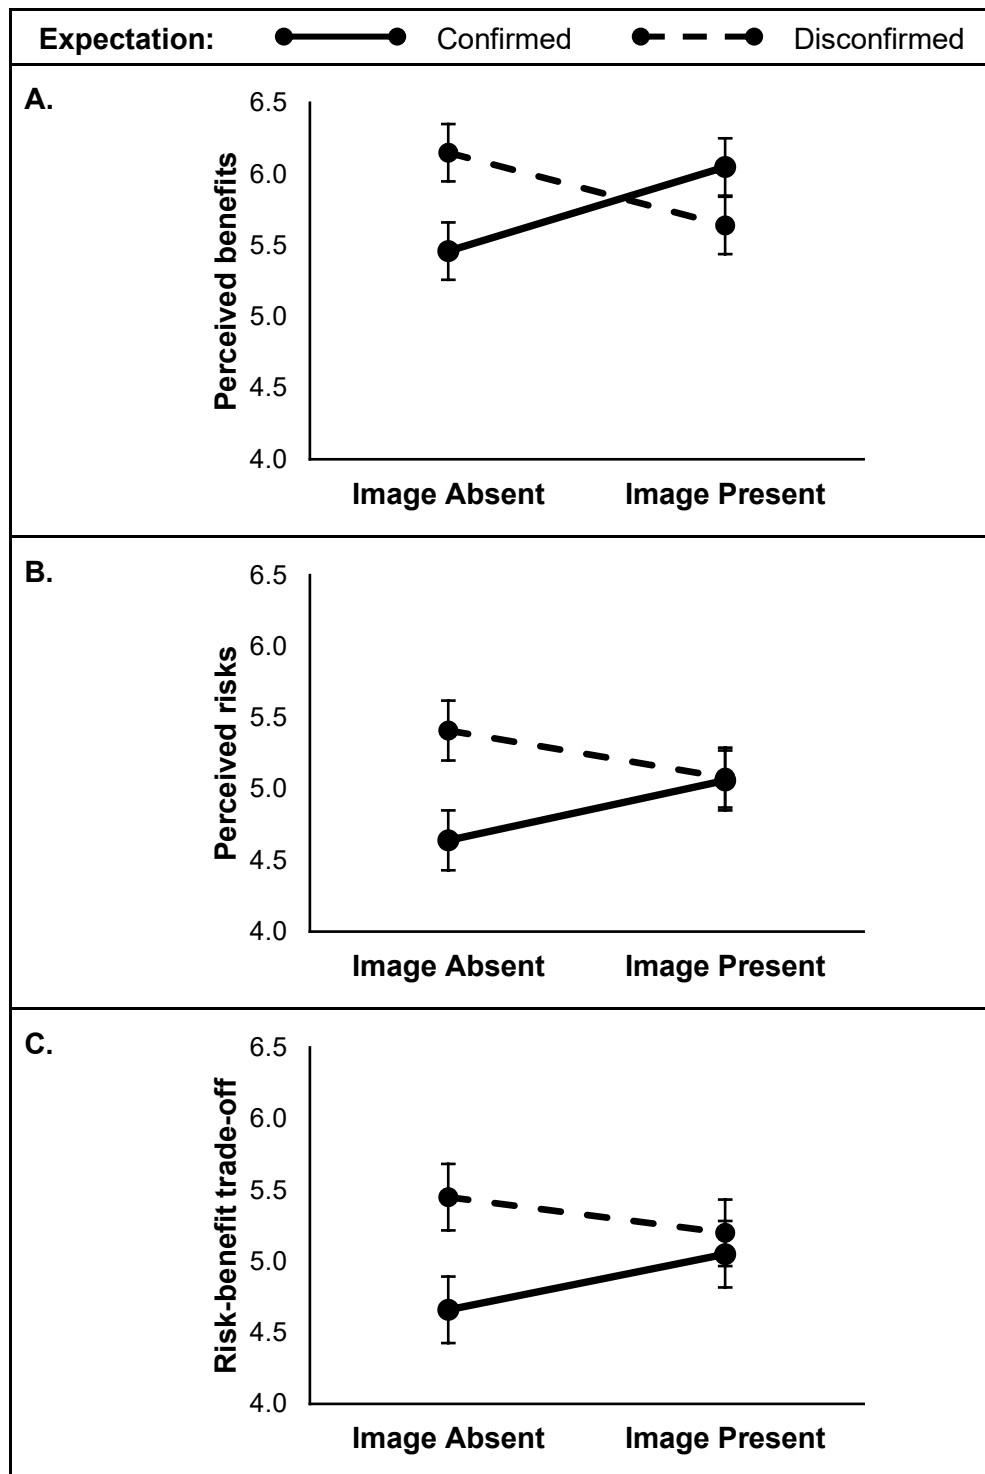 Expectation: Confirmed Disconfirmed
A.
Perceived benefits
6.5
6.0
5.5
5.0
4.5
4.0
Image Absent Image Present
B.
Perceived risks
6.5
6.0
5.5
5.0
4.5
4.0
Image Absent Image Present
C.
Risk-benefit trade-off
6.5
6.0
5.5
5.0
4.5
4.0
Image Absent Image Present